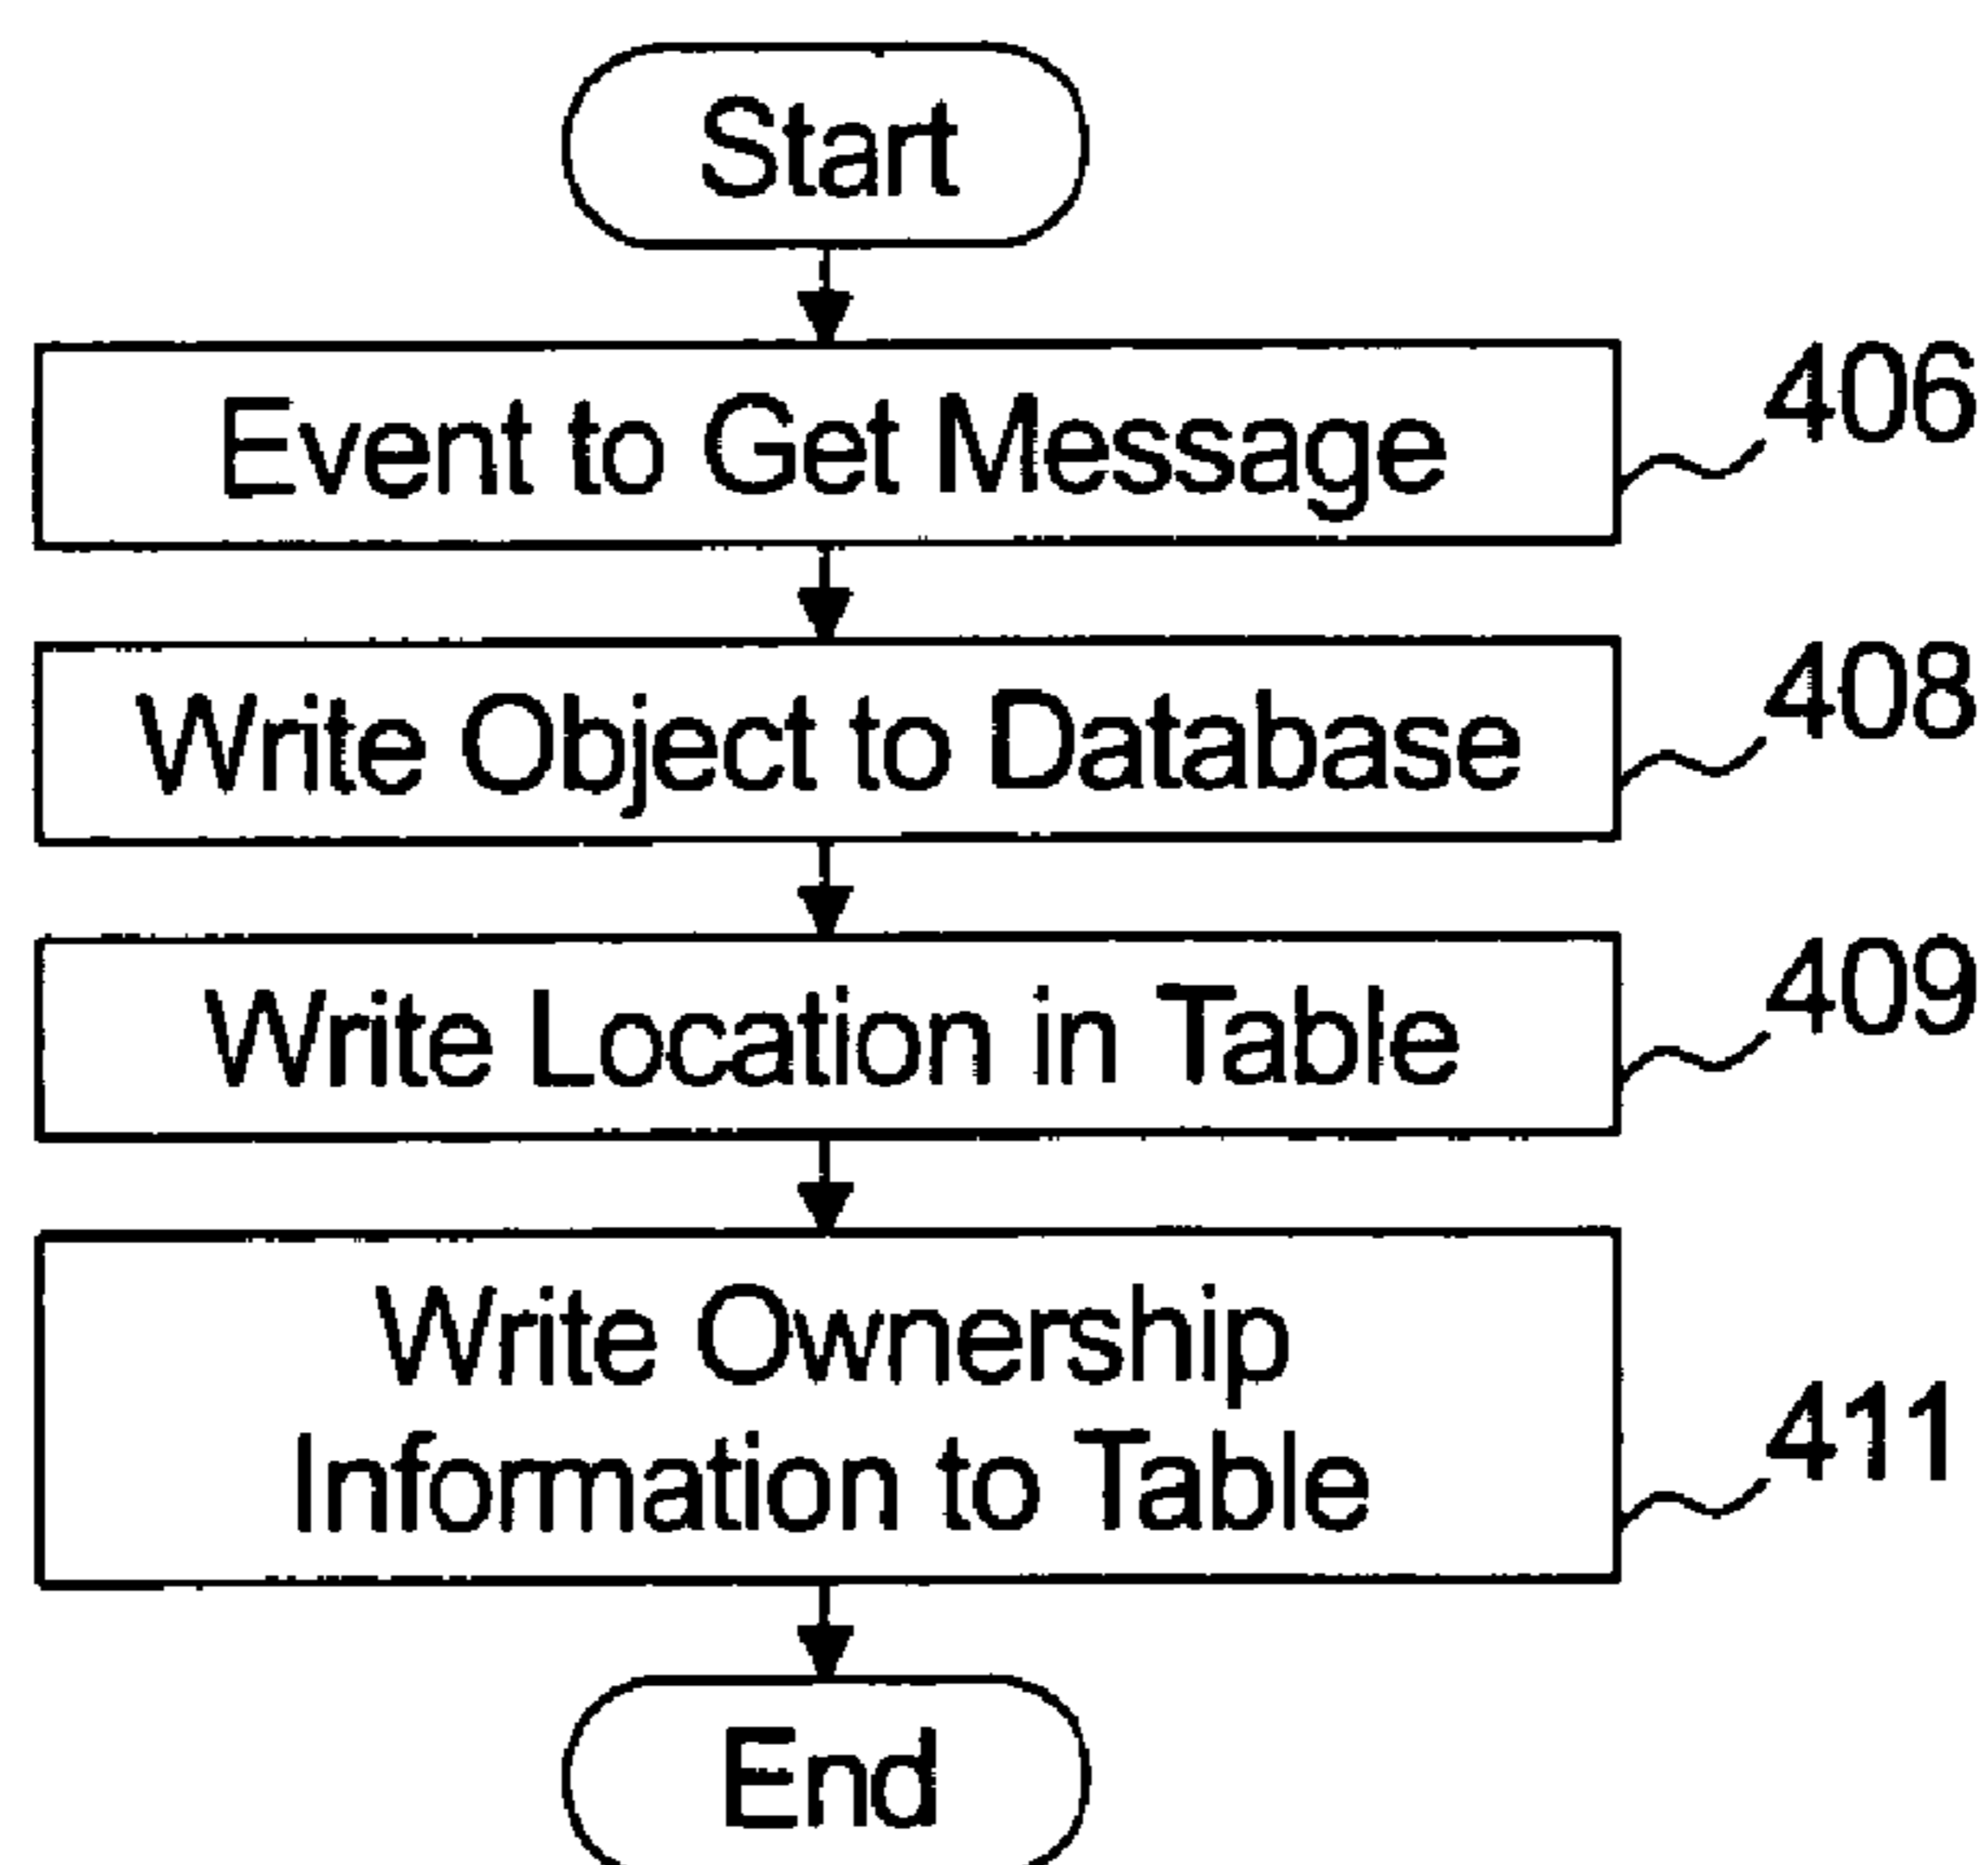 Start
Event to Get Message
406
Write Object to Database
408
Write Location in Table
409
Write Ownership
Information to Table
411
End